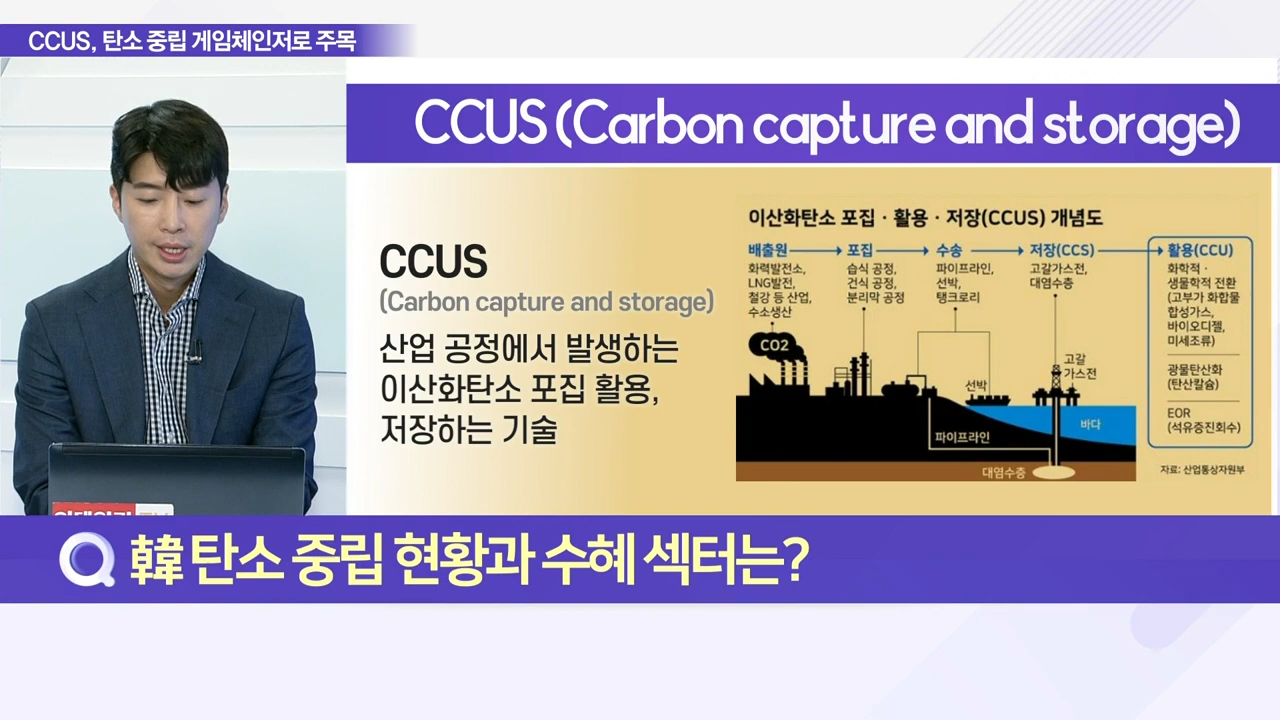 CCUS, 탄소 중립 게임체인저로 주목
CCUS (Carbon capture and storage)
CCUS
(Carbon capture and storage)
산업 공정에서 발생하는
이산화탄소 포집 활용,
저장하는 기술
이산화탄소 포집 · 활용 · 저장(CCUS) 개념도
배출원
화력발전소,
LNG발전,
철강 등 산업,
수소생산
포집
습식 공정,
건식 공정,
분리막 공정
수송
파이프라인,
선박,
탱크로리
저장(CCS)
고갈가스전,
대염수층
활용(CCU)
화학적 ·
생물학적 전환
(고부가 화합물
합성가스,
바이오디젤,
미세조류)
광물탄산화
(탄산칼슘)
EOR
(석유증진회수)
CO2
선박
고갈
가스전
바다
파이프라인
대염수층
자료: 산업통상자원부
韓 탄소 중립 현황과 수혜 섹터는?